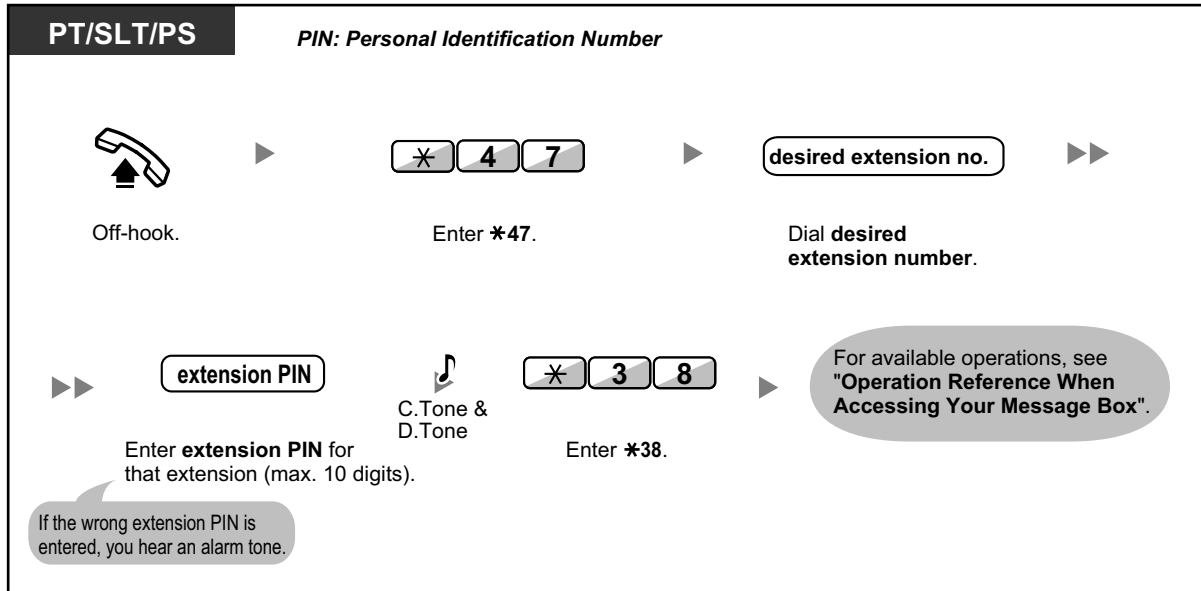 PT/SLT/PS
PIN: Personal Identification Number
* 4 7
desired extension no.
Off-hook.
Enter *47.
Dial desired
extension number.
extension PIN
C.Tone &
D.Tone
* 3 8
For available operations, see
"Operation Reference When
Accessing Your Message Box".
Enter extension PIN for
that extension (max. 10 digits).
Enter *38.
If the wrong extension PIN is
entered, you hear an alarm tone.